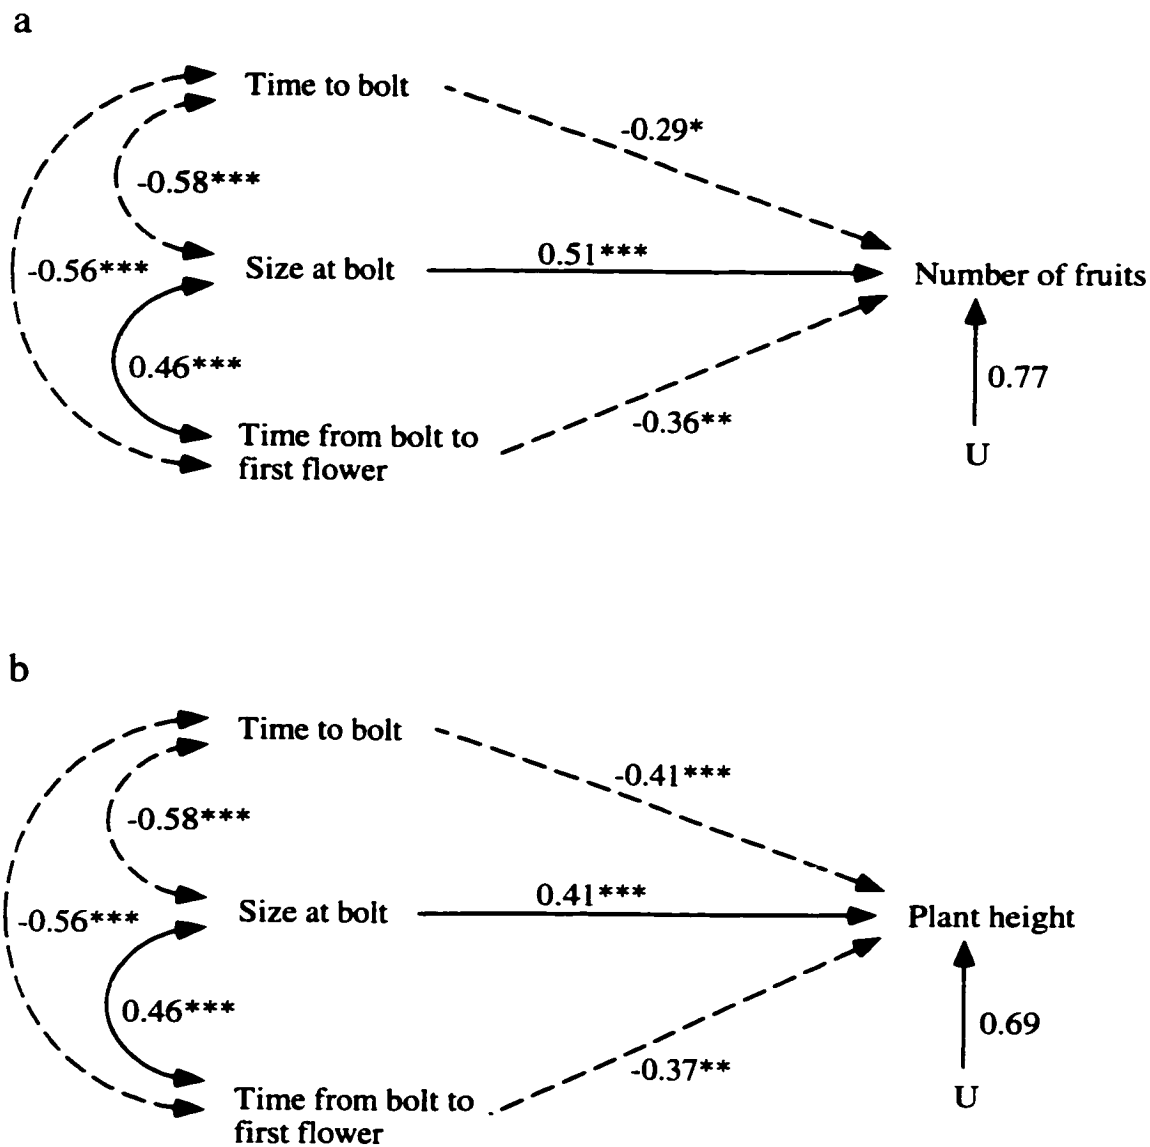 a
Time to bolt
-0.29*
-0.58***
0.51***
Size at bolt
-0.56***
Number of fruits
0.46***
0.77
-0.36**
Time from bolt to
first flower
U
b
Time to bolt
-0.41***
-0.58***
0.41***
Size at bolt
-0.56***
Plant height
0.46***
0.69
-0.37**
Time from bolt to
first flower
U